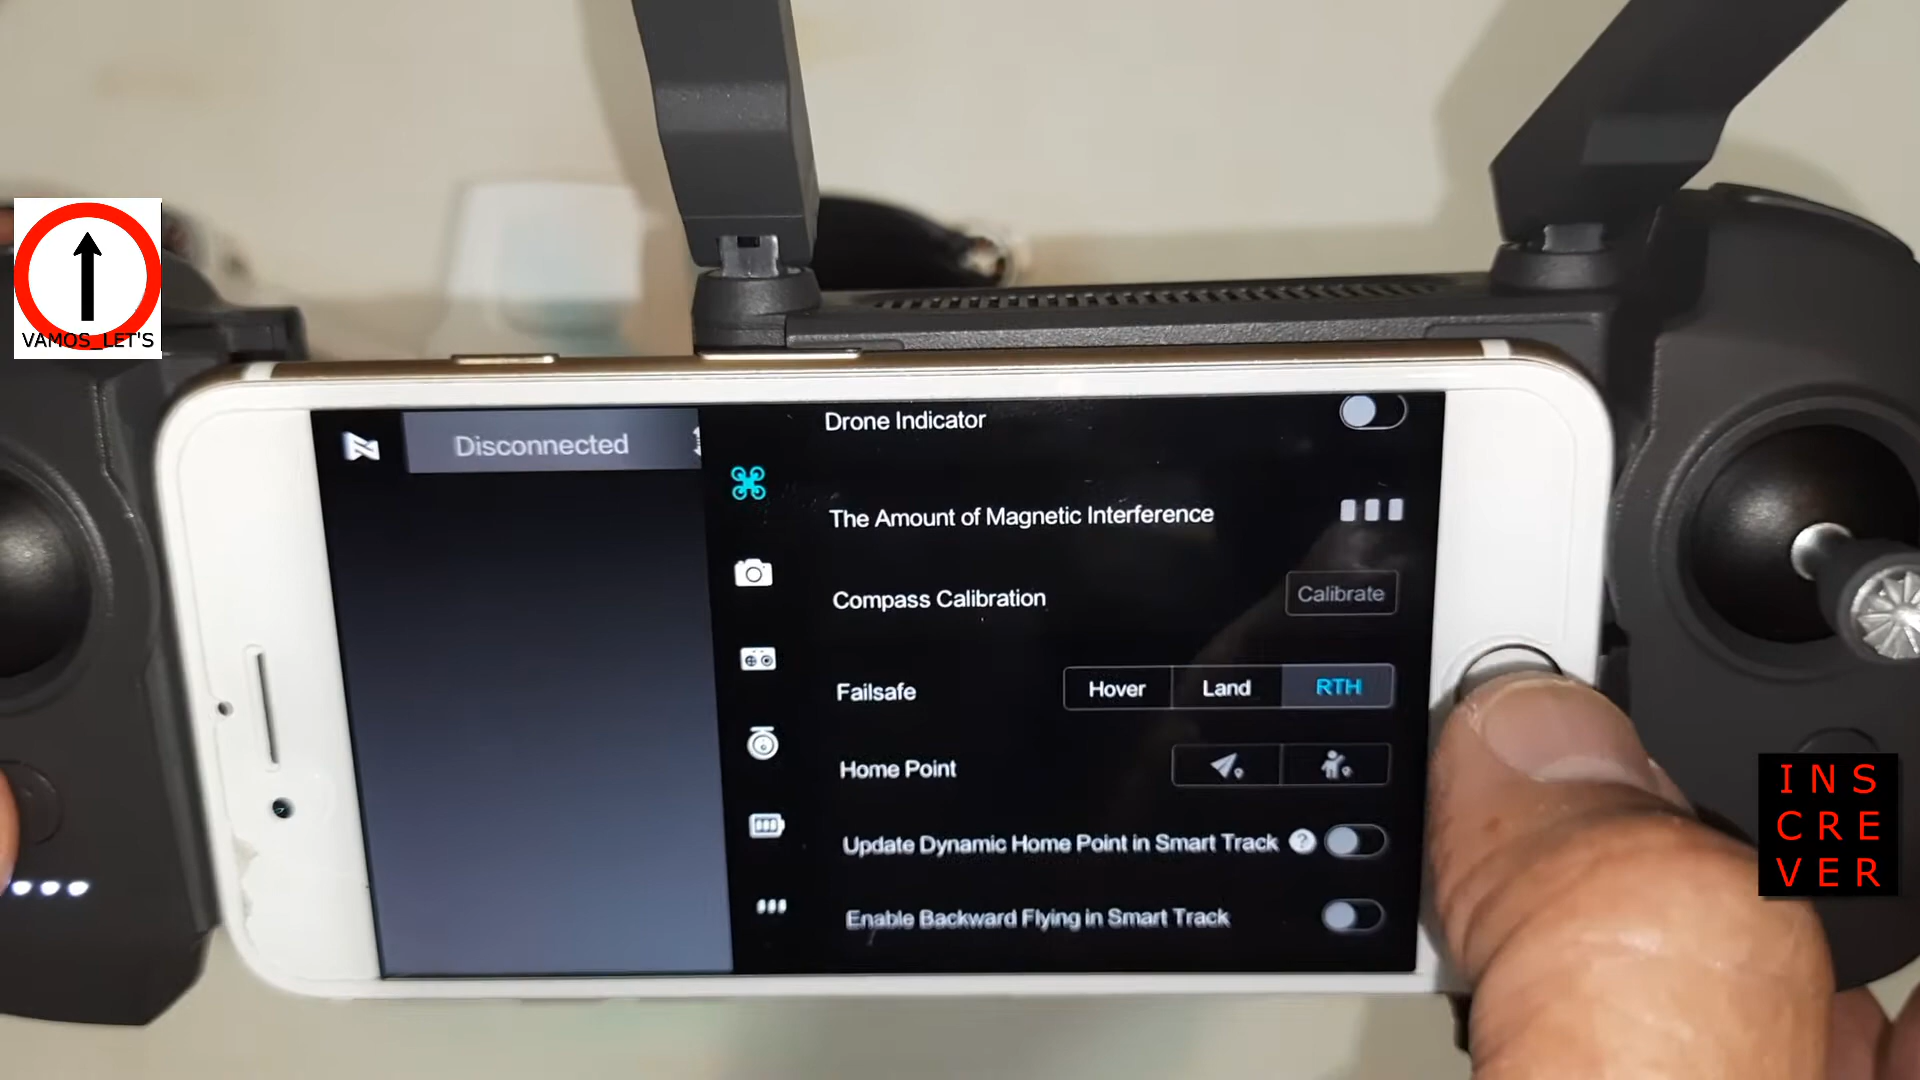 VAMOS_LET'S
Disconnected
Drone Indicator
The Amount of Magnetic Interference
Compass Calibration
Calibrate
Failsafe
Hover
Land
RTH
Home Point
Update Dynamic Home Point in Smart Track ?
Enable Backward Flying in Smart Track
INS
CRE
VER